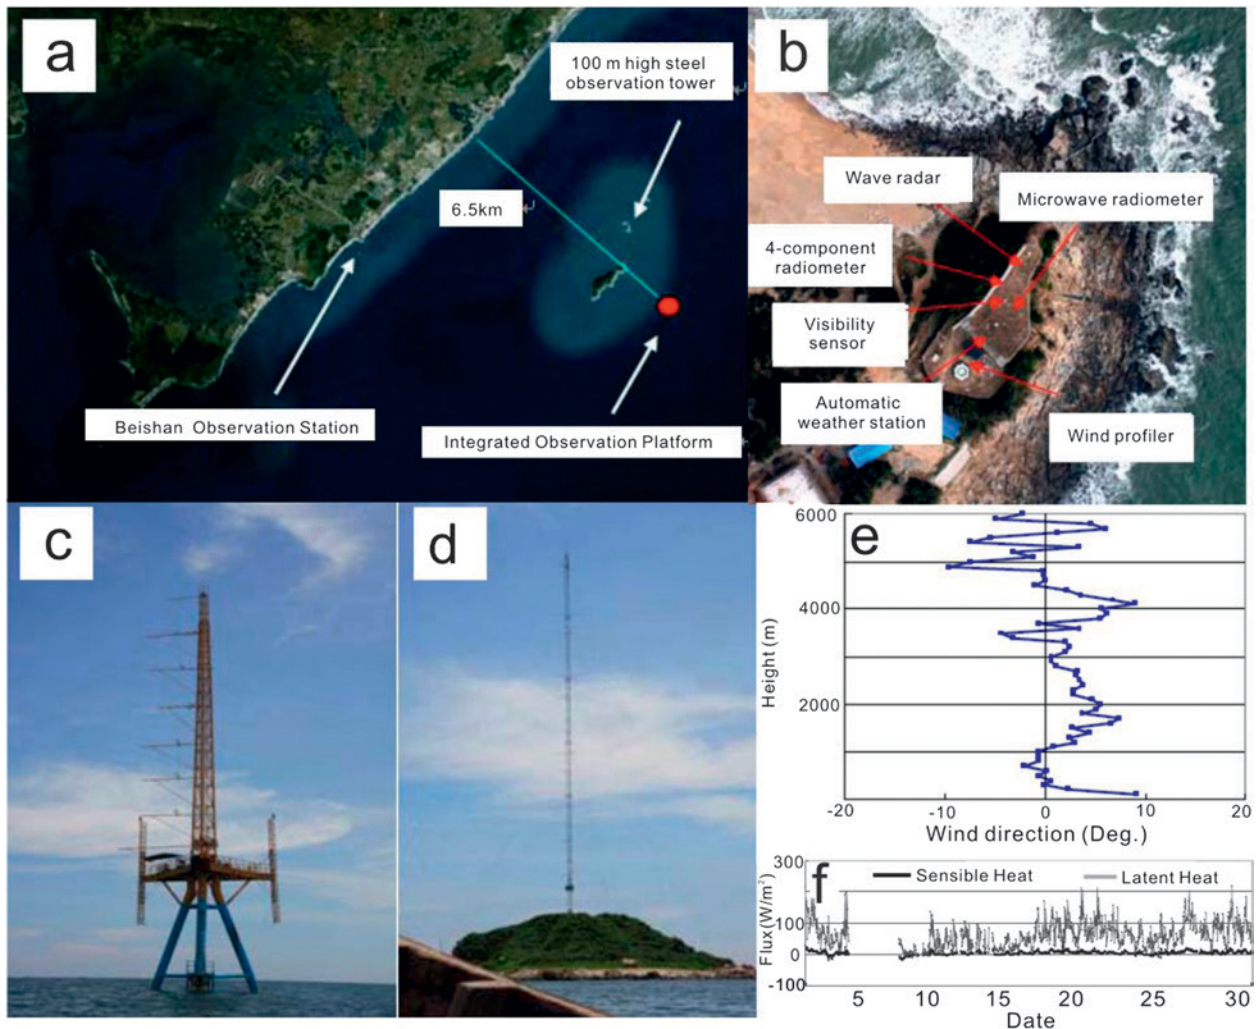 a
100 m high steel
observation tower
6.5km
Beishan Observation Station
Integrated Observation Platform
b
Wave radar
Microwave radiometer
4-component
radiometer
Visibility
sensor
Automatic
weather station
Wind profiler
c
d
e
6000
4000
2000
Height (m)
-20
-10
0
10
20
Wind direction (Deg.)
f
300
200
100
0
-100
Flux(W/m²)
Sensible Heat
Latent Heat
5
10
15
20
25
30
Date